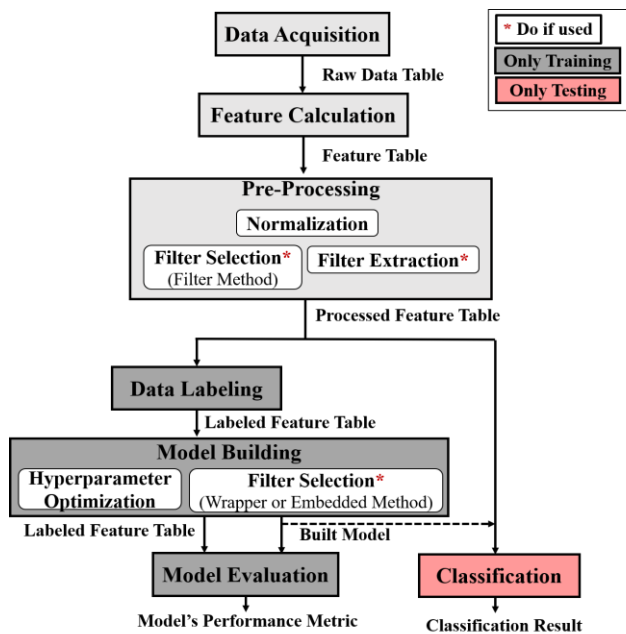 Data Acquisition
* Do if used
Only Training
Only Testing
Raw Data Table
Feature Calculation
Feature Table
Pre-Processing
Normalization
Filter Selection*
(Filter Method)
Filter Extraction*
Processed Feature Table
Data Labeling
Labeled Feature Table
Model Building
Hyperparameter
Optimization
Filter Selection*
(Wrapper or Embedded Method)
Labeled Feature Table
Built Model
Model Evaluation
Classification
Model's Performance Metric
Classification Result